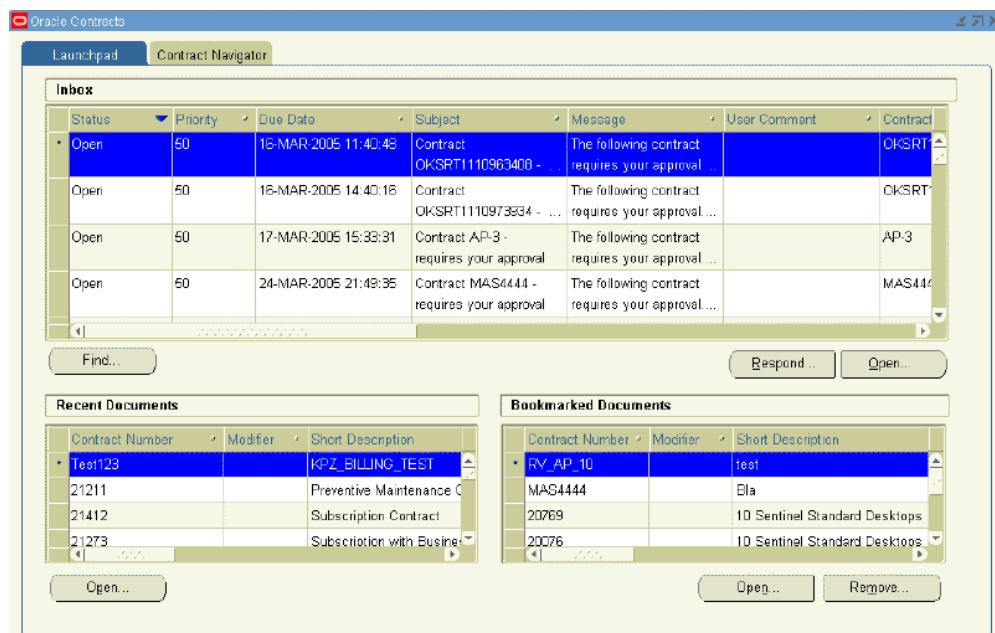 Oracle Contracts
Launchpad Contract Navigator
Inbox
Status Priority Due Date Subject Message User Comment Contract
Open 50 16-MAR-2005 11:40:48 Contract The following contract OKSRT1
OKSRT1110963408 - ... requires your approval ...
Open 50 16-MAR-2005 14:40:16 Contract The following contract OKSRT1
OKSRT1110973934 - ... requires your approval....
Open 50 17-MAR-2005 15:33:31 Contract AP-3 - The following contract AP-3
requires your approval requires your approval....
Open 50 24-MAR-2005 21:49:35 Contract MAS4444 - The following contract MAS444
requires your approval requires your approval....
Find...
Respond... Open...
Recent Documents
Contract Number Modifier Short Description
Test123 KPZ_BILLING_TEST
21211 Preventive Maintenance C
21412 Subscription Contract
21273 Subscription with Busine
Open...
Bookmarked Documents
Contract Number Modifier Short Description
RV_AP_10 test
MAS4444 Bla
20769 10 Sentinel Standard Desktops
20076 10 Sentinel Standard Desktops
Open... Remove...